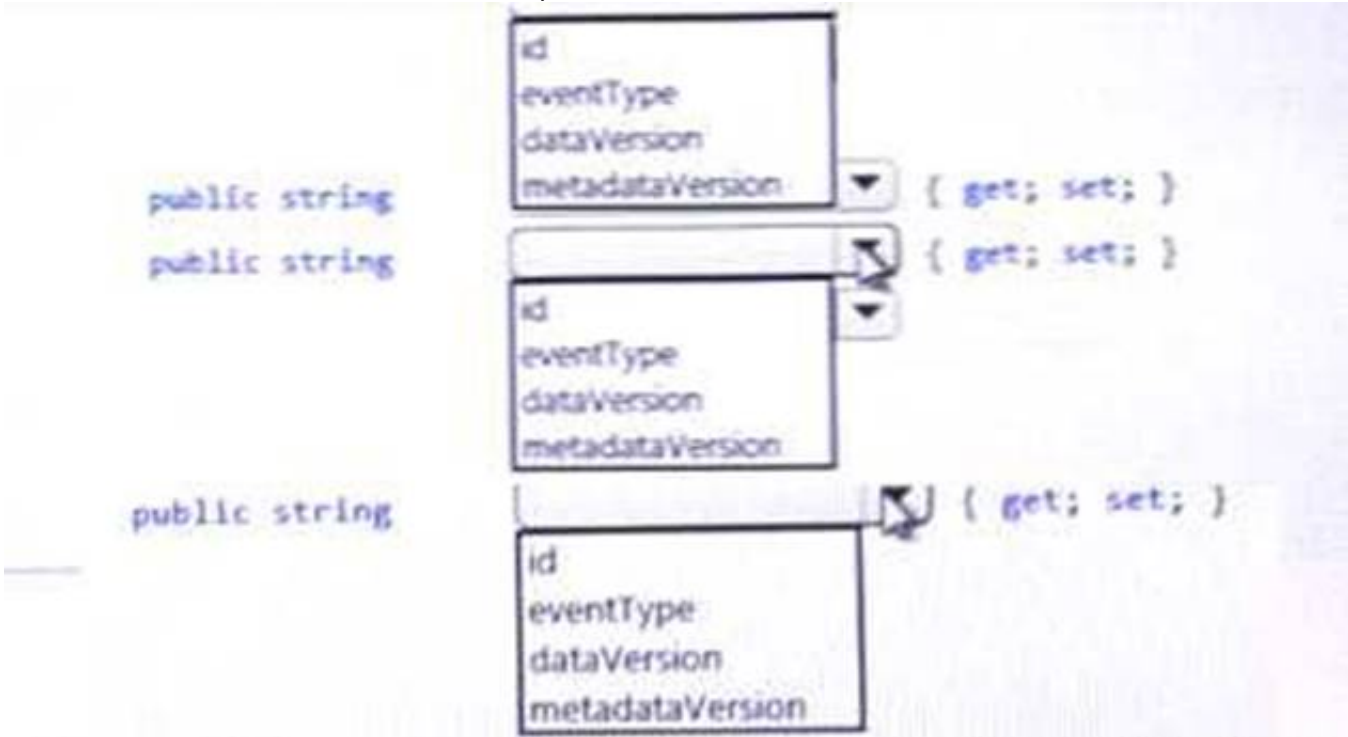 id
eventType
dataVersion
metadataVersion
public string { get; set; }
public string { get; set; }
id
eventType
dataVersion
metadataVersion
public string { get; set; }
id
eventType
dataVersion
metadataVersion